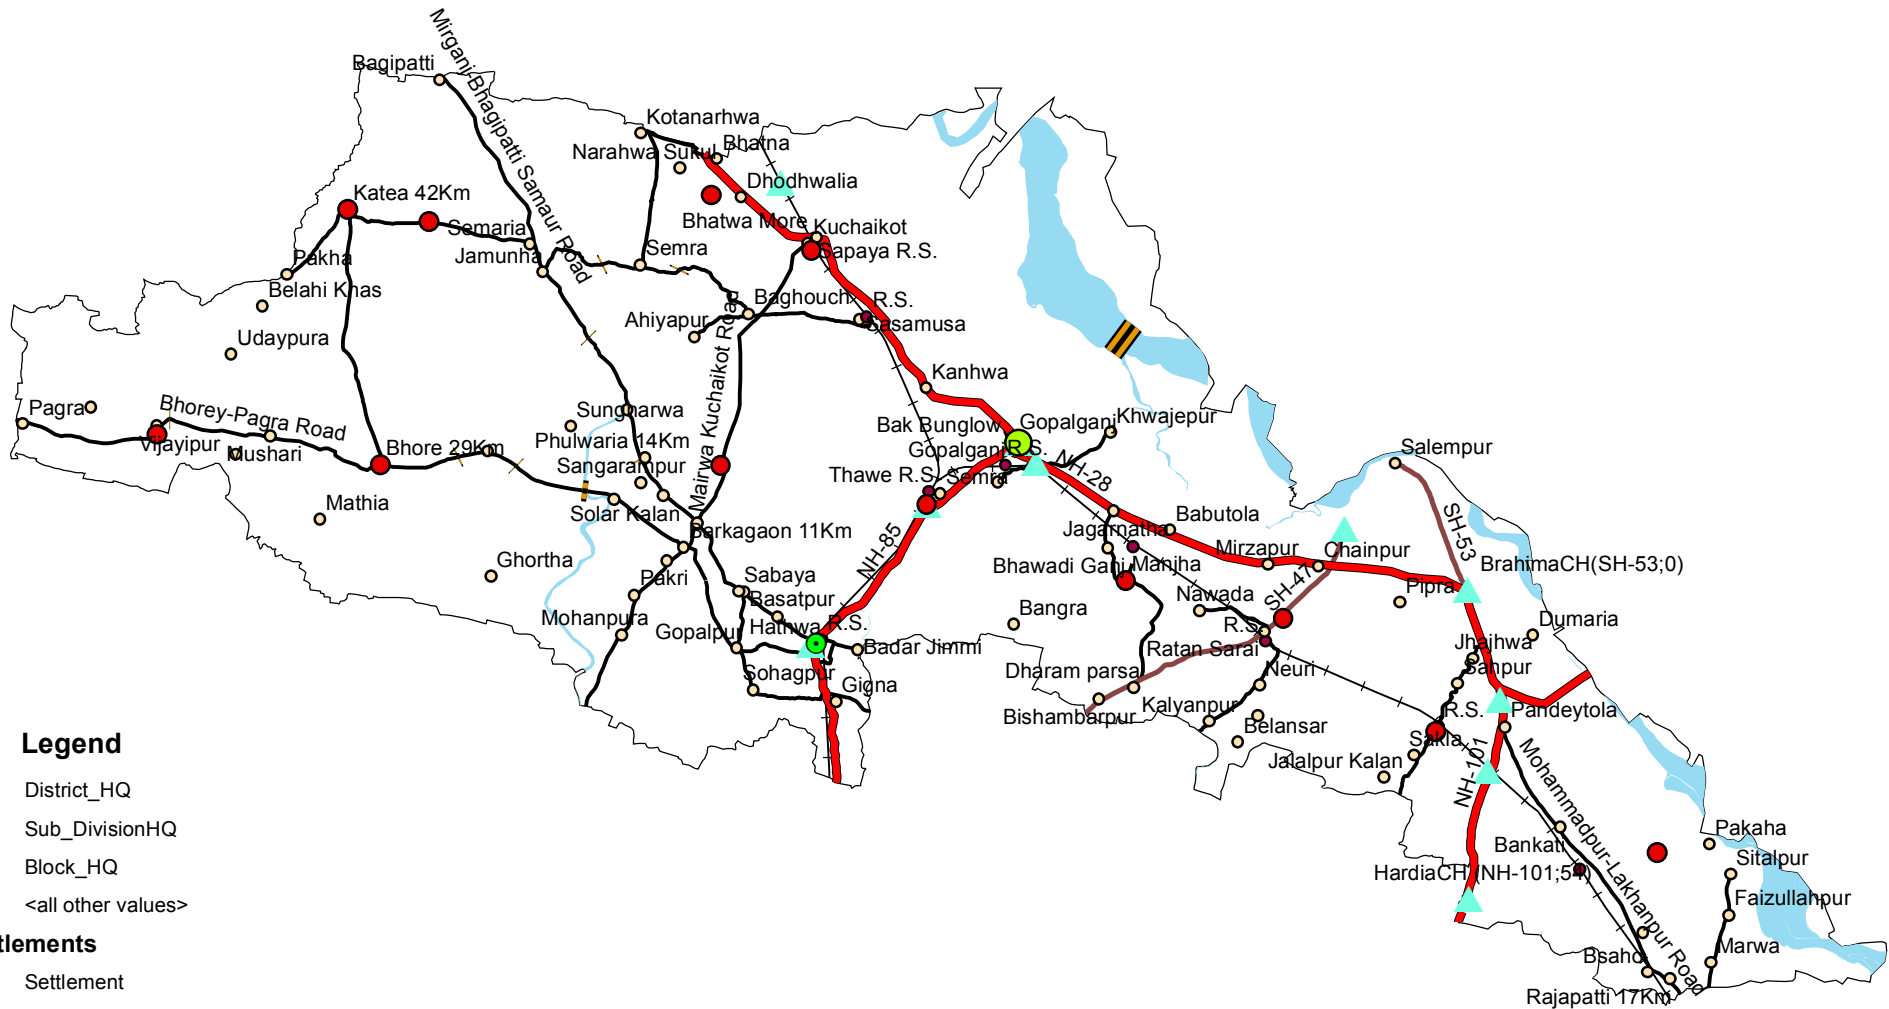 Bagipatti
Mirganj-Bhagipatti Samaur Road
Kotanarhwa
Bhatna
Narahwa Sukul
Dhodhwalia
Katea 42Km
Semaria
Bhatwa More
Kuchaikot
Sapaya R.S.
Jamunha
Semra
Pakha
Belahi Khas
Baghouch
R.S.
Sasamusa
Ahiyapur
Udaypura
Mairwa Kuchaikot Road
Kanhwa
Pagra
Bhorey-Pagra Road
Sungharwa
Bak Bunglow
Gopalganj
Khwajepur
Vijayipur
Mushari
Bhore 29Km
Phulwaria 14Km
Gopalganj R.S.
Salempur
Sangarampur
Thawe R.S.
Semra
NH-28
Mathia
Solar Kalan
Barkagaon 11Km
Jagarnatha
Babutola
SH-53
NH-85
Mirzapur
Chainpur
Ghortha
Pakri
Sabaya
Bhawadi Ganj
Manjha
BrahimaCH(SH-53;0)
Basatpur
SH-47
Pipra
Mohanpura
Gopalpur
Hathwa R.S.
Bangra
Nawada
Dumaria
R.S.
Badar Jimmi
Ratan Sarai
Jhajhwa
Sohagpur
Gigna
Dharam parsa
Neuri
Sanpur
Bishambarpur
Kalyanpur
R.S.
Pandeytola
Belansar
Sakla
Jalalpur Kalan
NH-101
Mohammadpur-Lakhanpur Road
Legend
District_HQ
Sub_DivisionHQ
Block_HQ
<all other values>
tlements
Settlement
Pakaha
Bankati
Sitalpur
HardiaCH (NH-101;54)
Faizullahpur
Marwa
Bsaho
Rajapatti 17Km